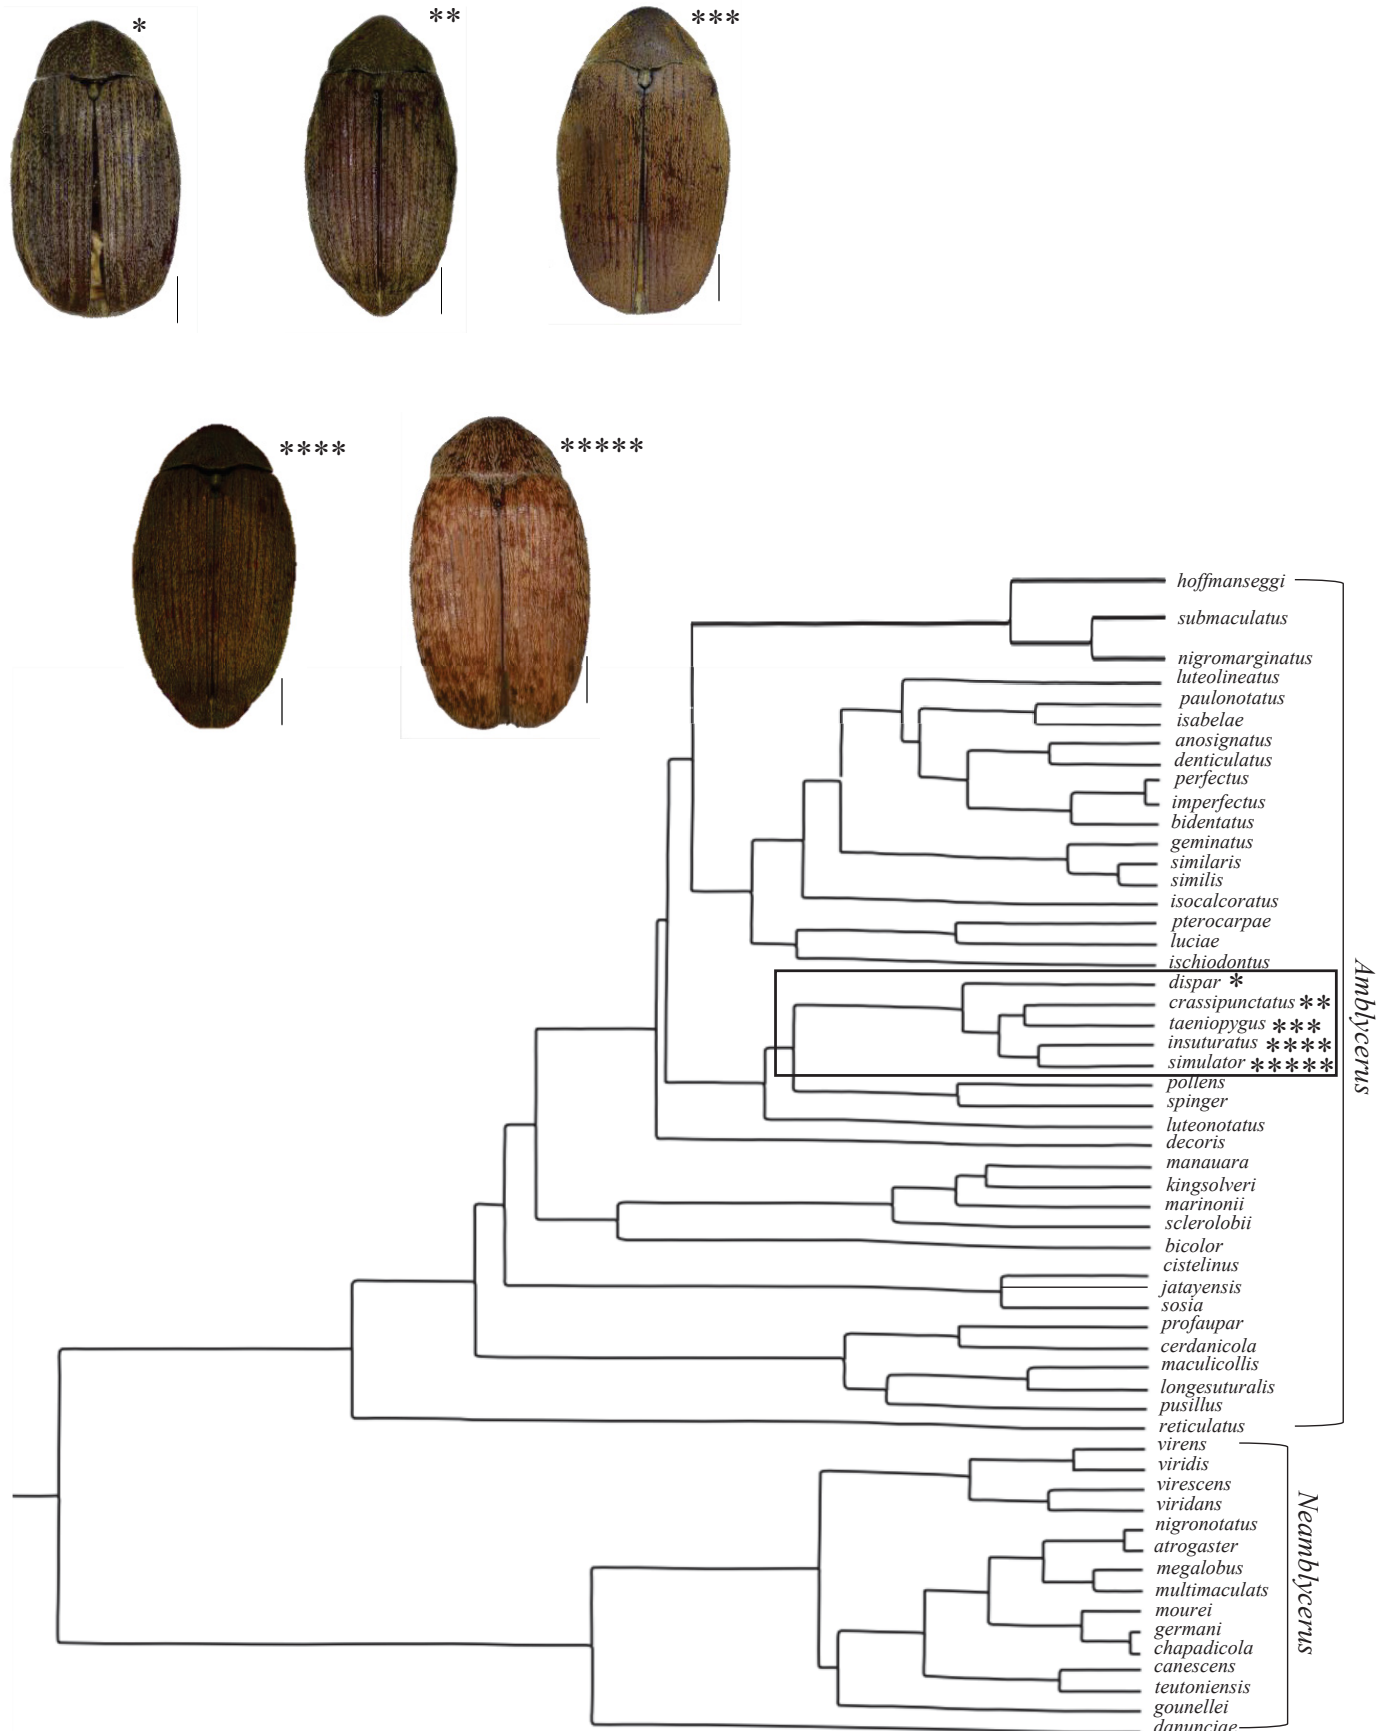 *
**
***
****
*****
hoffmanseggi
submaculatus
nigromarginatus
luteolineatus
paulonotatus
isabelae
anosignatus
denticulatus
perfectus
imperfectus
bidentatus
geminatus
similaris
similis
isocalcoratus
pterocarpae
luciae
ischiodontus
dispar *
crassipunctatus **
taeniopygus ***
insuturatus ****
simulator *****
pollens
spinger
luteonotatus
decoris
manauara
kingsolveri
marinonii
sclerolobii
bicolor
cistelinus
jatayensis
sosia
profaupar
cerdanicola
maculicollis
longesuturalis
pusillus
reticulatus
Amblycerus
virens
viridis
virescens
viridans
nigronotatus
atrogaster
megalobus
multimaculats
mourei
germani
chapadicola
canescens
teutoniensis
gounellei
danunciae
Neamblycerus